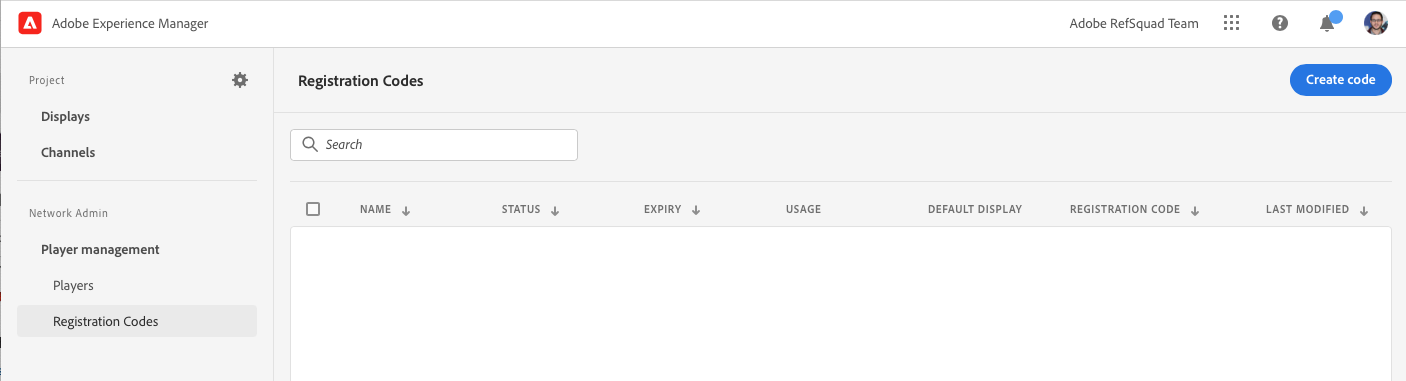 Adobe Experience Manager
Adobe RefSquad Team
Project
Displays
Channels
Network Admin
Player management
Players
Registration Codes
Registration Codes
Create code
Search
NAME STATUS EXPIRY USAGE DEFAULT DISPLAY REGISTRATION CODE LAST MODIFIED